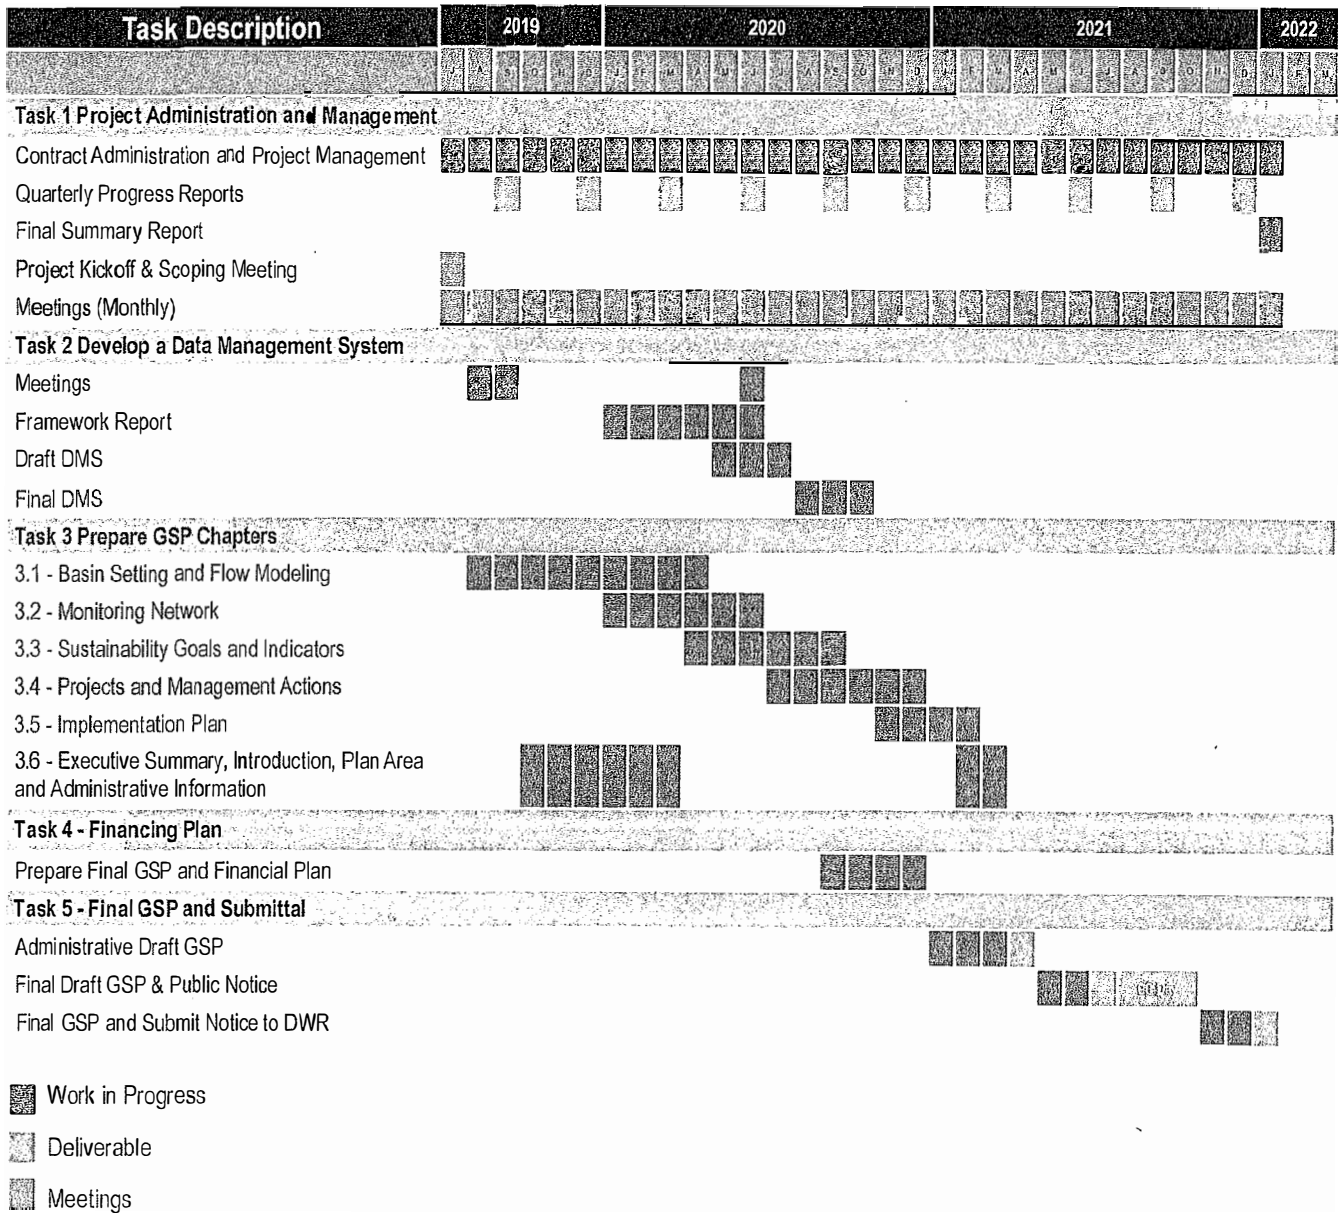 Task Description 2019 2020 2021 2022
J A S O N D J F M A M J J A S O N D J F M A M J J A S O N D J F M
Task 1 Project Administration and Management
Contract Administration and Project Management
Quarterly Progress Reports
Final Summary Report
Project Kickoff & Scoping Meeting
Meetings (Monthly)
Task 2 Develop a Data Management System
Meetings
Framework Report
Draft DMS
Final DMS
Task 3 Prepare GSP Chapters
3.1 - Basin Setting and Flow Modeling
3.2 - Monitoring Network
3.3 - Sustainability Goals and Indicators
3.4 - Projects and Management Actions
3.5 - Implementation Plan
3.6 - Executive Summary, Introduction, Plan Area
and Administrative Information
Task 4 - Financing Plan
Prepare Final GSP and Financial Plan
Task 5 - Final GSP and Submittal
Administrative Draft GSP
Final Draft GSP & Public Notice
Final GSP and Submit Notice to DWR
Work in Progress
Deliverable
Meetings